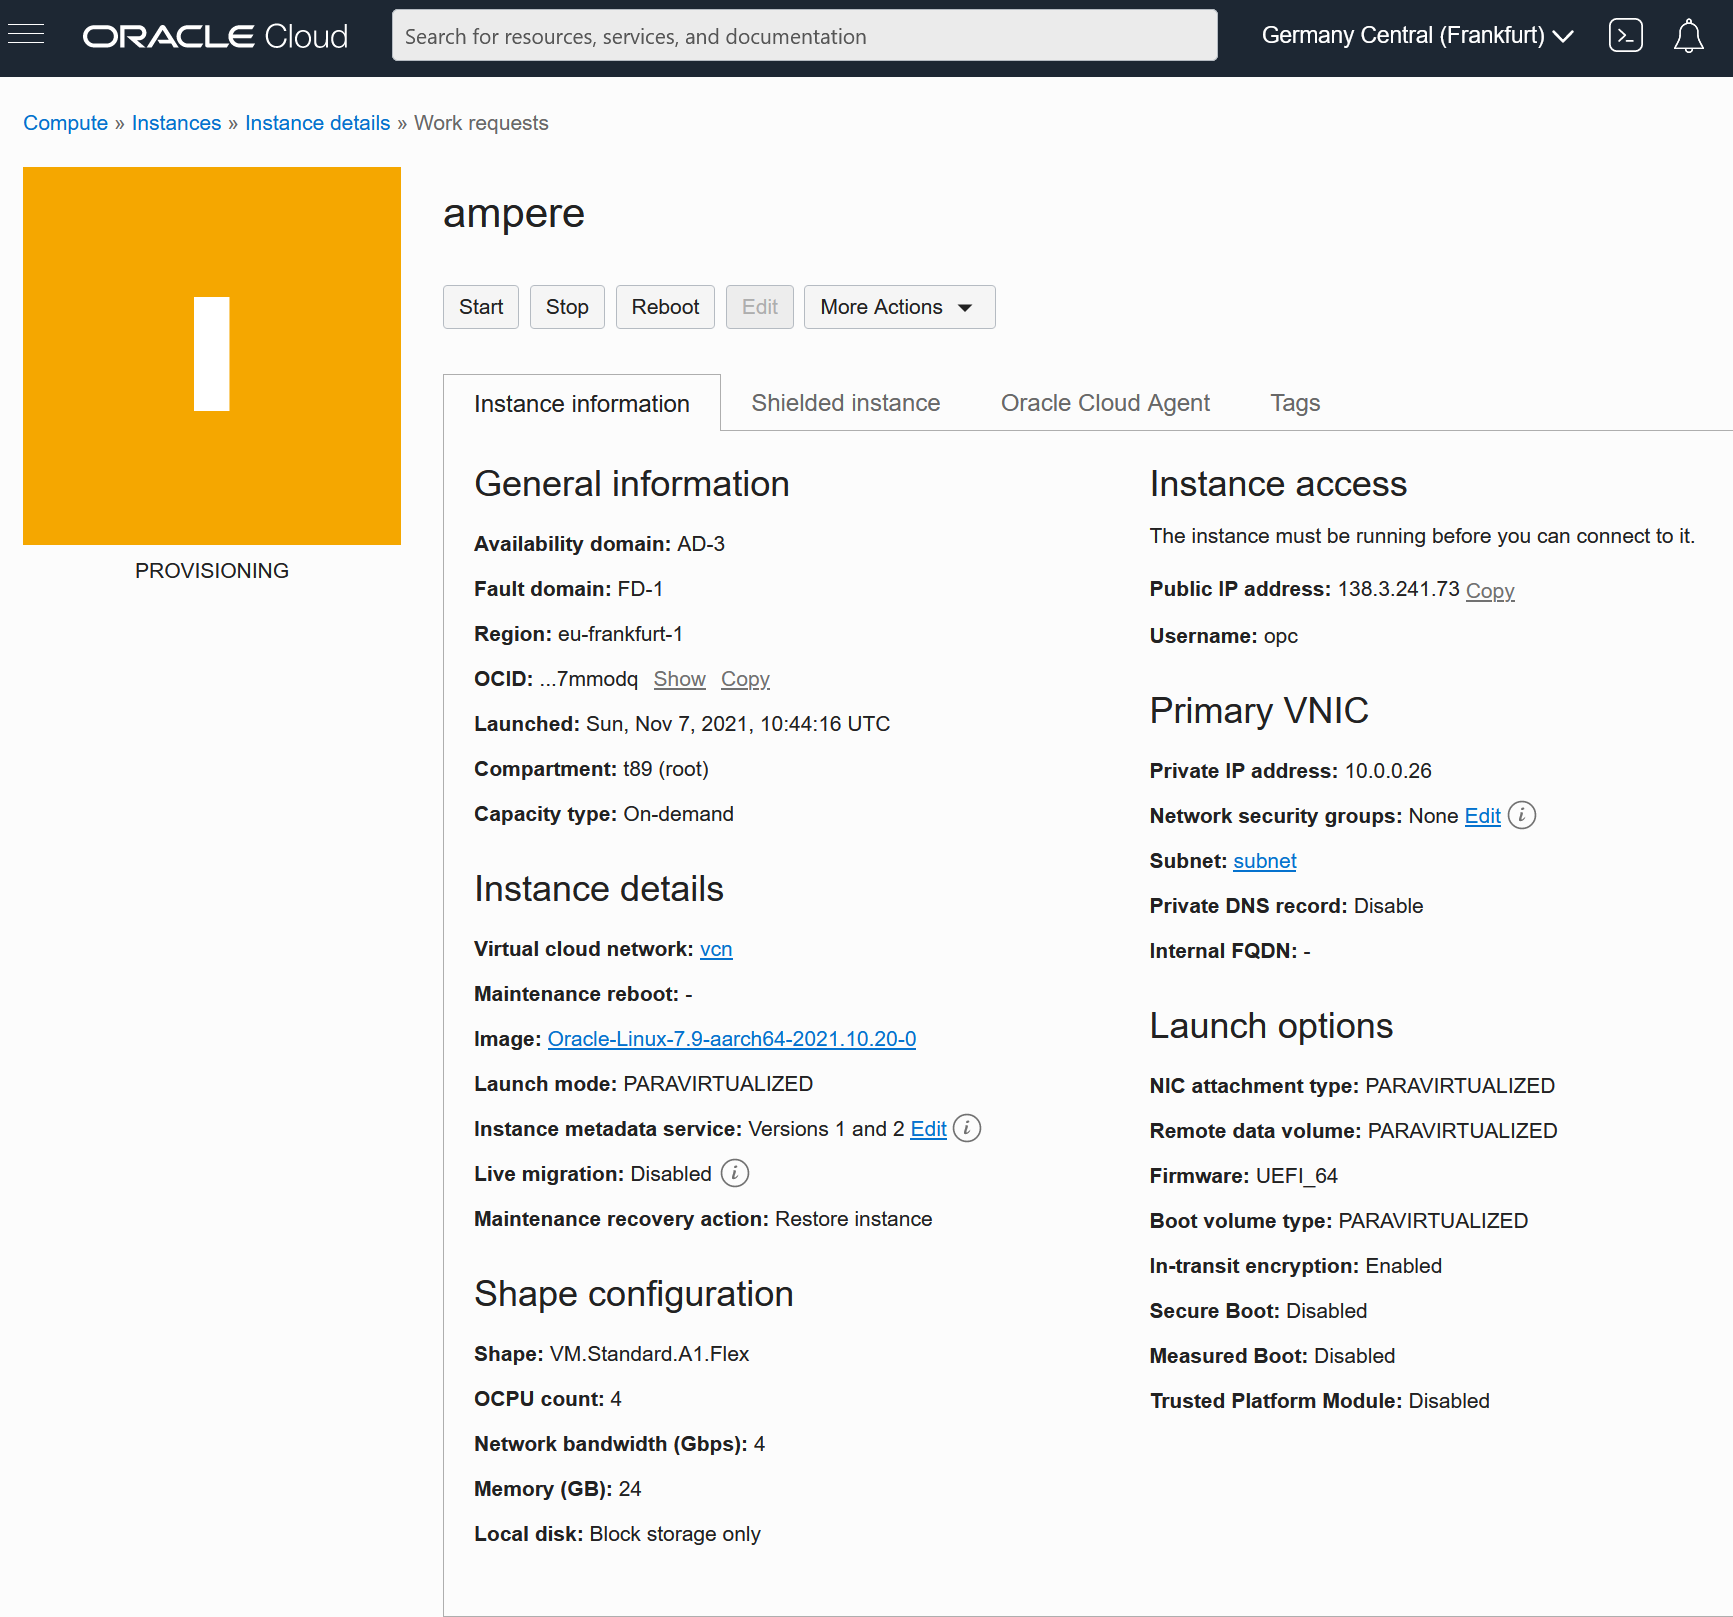 ORACLE Cloud
Search for resources, services, and documentation
Germany Central (Frankfurt)
Compute » Instances » Instance details » Work requests
I
PROVISIONING
ampere
Start
Stop
Reboot
Edit
More Actions
Instance information
Shielded instance
Oracle Cloud Agent
Tags
General information
Availability domain: AD-3
Fault domain: FD-1
Region: eu-frankfurt-1
OCID: ...7mmodq Show Copy
Launched: Sun, Nov 7, 2021, 10:44:16 UTC
Compartment: t89 (root)
Capacity type: On-demand
Instance details
Virtual cloud network: vcn
Maintenance reboot: -
Image: Oracle-Linux-7.9-aarch64-2021.10.20-0
Launch mode: PARAVIRTUALIZED
Instance metadata service: Versions 1 and 2 Edit i
Live migration: Disabled i
Maintenance recovery action: Restore instance
Shape configuration
Shape: VM.Standard.A1.Flex
OCPU count: 4
Network bandwidth (Gbps): 4
Memory (GB): 24
Local disk: Block storage only
Instance access
The instance must be running before you can connect to it.
Public IP address: 138.3.241.73 Copy
Username: opc
Primary VNIC
Private IP address: 10.0.0.26
Network security groups: None Edit i
Subnet: subnet
Private DNS record: Disable
Internal FQDN: -
Launch options
NIC attachment type: PARAVIRTUALIZED
Remote data volume: PARAVIRTUALIZED
Firmware: UEFI_64
Boot volume type: PARAVIRTUALIZED
In-transit encryption: Enabled
Secure Boot: Disabled
Measured Boot: Disabled
Trusted Platform Module: Disabled